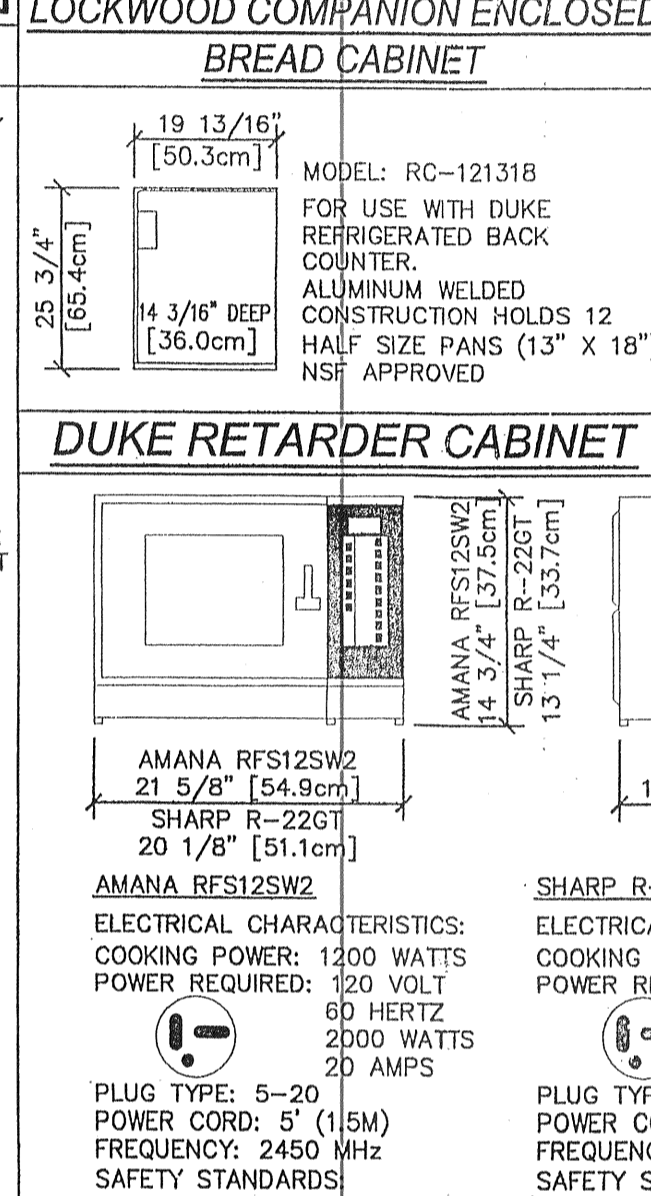 LOCKWOOD COMPANION ENCLOSED
BREAD CABINET
19 13/16"
[50.3cm]
25 3/4"
[65.4cm]
14 3/16" DEEP
[36.0cm]
MODEL: RC-121318
FOR USE WITH DUKE
REFRIGERATED BACK
COUNTER.
ALUMINUM WELDED
CONSTRUCTION HOLDS 12
HALF SIZE PANS (13" X 18"
NSF APPROVED
DUKE RETARDER CABINET
AMANA RFS12SW2
14 3/4" [37.5cm]
SHARP R-22GT
13 1/4" [33.7cm]
AMANA RFS12SW2
21 5/8" [54.9cm]
SHARP R-22GT
20 1/8" [51.1cm]
AMANA RFS12SW2
ELECTRICAL CHARACTERISTICS:
COOKING POWER: 1200 WATTS
POWER REQUIRED: 120 VOLT
60 HERTZ
2000 WATTS
20 AMPS
PLUG TYPE: 5-20
POWER CORD: 5' (1.5M)
FREQUENCY: 2450 MHz
SAFETY STANDARDS:
1
SHARP R-
ELECTRICA
COOKING
POWER RE
PLUG TYP
POWER CO
FREQUENC
SAFETY S